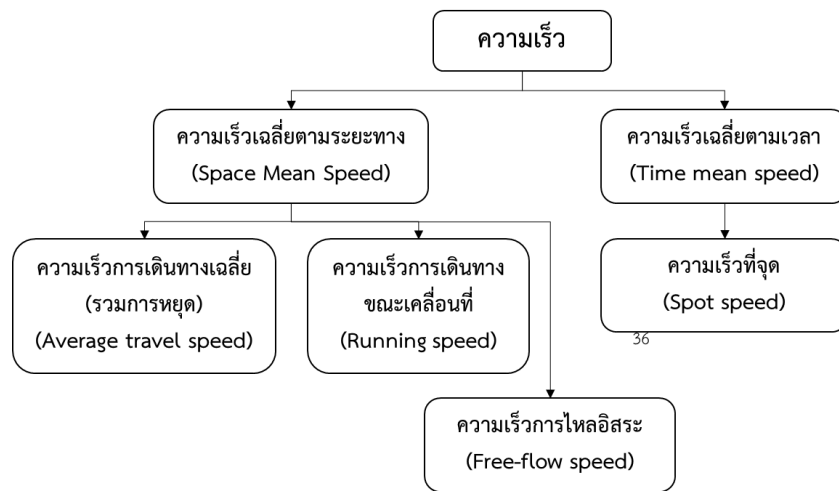 ความเร็ว
ความเร็วเฉลี่ยตามระยะทาง
(Space Mean Speed)
ความเร็วเฉลี่ยตามเวลา
(Time mean speed)
ความเร็วการเดินทางเฉลี่ย
(รวมการหยุด)
(Average travel speed)
ความเร็วการเดินทาง
ขณะเคลื่อนที่
(Running speed)
ความเร็วที่จุด
(Spot speed)
36
ความเร็วการไหลอิสระ
(Free-flow speed)